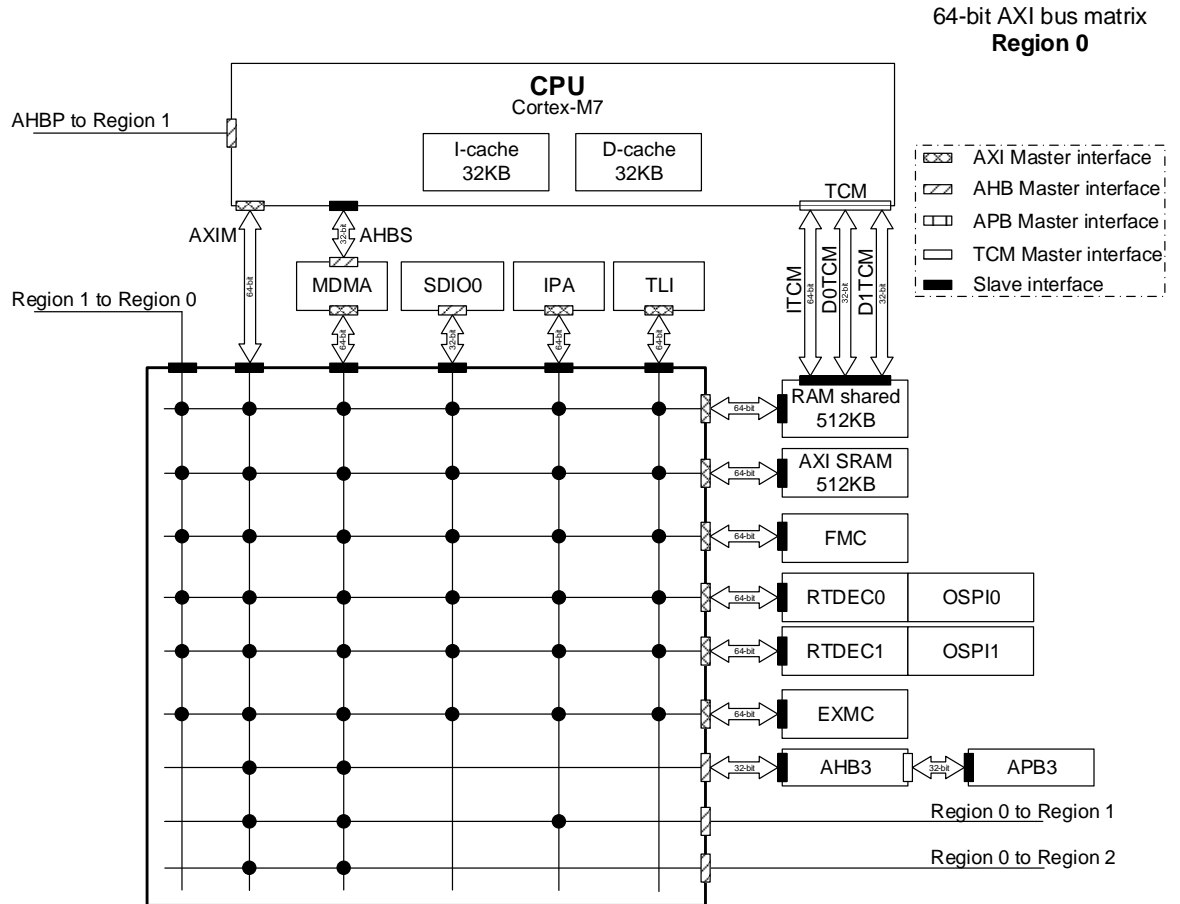 64-bit AXI bus matrix
Region 0
CPU
Cortex-M7
AHBP to Region 1
I-cache
32KB
D-cache
32KB
AXI Master interface
AHB Master interface
APB Master interface
TCM Master interface
Slave interface
TCM
AXIM
64-bit
32-bit
AHBS
ITCM
64-bit
D0TCM
32-bit
D1TCM
32-bit
MDMA
SDIO0
IPA
TLI
Region 1 to Region 0
64-bit
32-bit
64-bit
64-bit
64-bit
RAM shared
512KB
64-bit
AXI SRAM
512KB
64-bit
FMC
64-bit
RTDEC0
OSPI0
64-bit
RTDEC1
OSPI1
64-bit
EXMC
32-bit
AHB3
32-bit
APB3
Region 0 to Region 1
Region 0 to Region 2